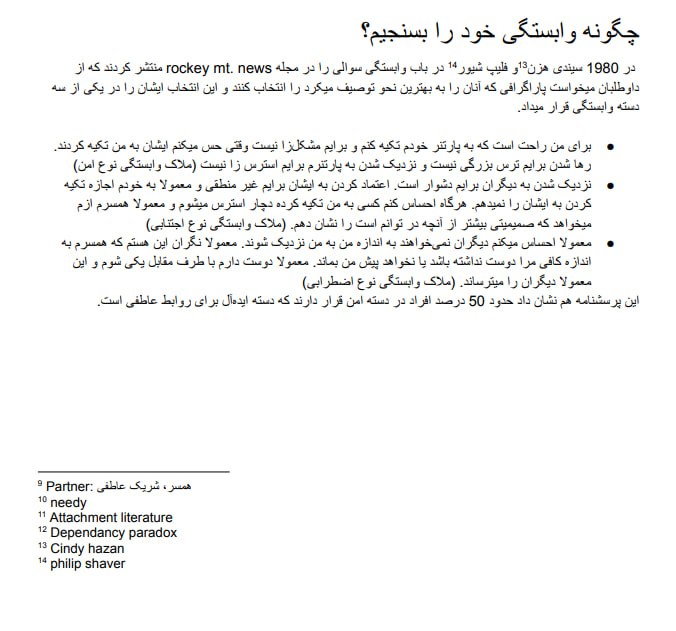 چگونه وابستگی خود را بسنجیم؟
در 1980 سیندی هزن13و فلیپ شیور14 در باب وابستگی سوالی را در مجله rockey mt. news منتشر کردند که از
داوطلبان میخواست پاراگرافی که آنان را به بهترین نحو توصیف میکرد را انتخاب کنند و این انتخاب ایشان را در یکی از سه
دسته وابستگی قرار میداد.
● برای من راحت است که به پارتنر خودم تکیه کنم و برایم مشکل‌زا نیست وقتی حس میکنم ایشان به من تکیه کردند.
رها شدن برایم ترس بزرگی نیست و نزدیک شدن به پارتنرم برایم استرس زا نیست (ملاک وابستگی نوع امن)
● نزدیک شدن به دیگران برایم دشوار است. اعتماد کردن به ایشان برایم غیر منطقی و معمولا به خودم اجازه تکیه
کردن به ایشان را نمیدهم. هرگاه احساس کنم کسی به من تکیه کرده دچار استرس میشوم و معمولا همسرم ازم
میخواهد که صمیمیتی بیشتر از آنچه در توانم است را نشان دهم. (ملاک وابستگی نوع اجتنابی)
● معمولا احساس میکنم دیگران نمی‌خواهند به اندازه من به من نزدیک شوند. معمولا نگران این هستم که همسرم به
اندازه کافی مرا دوست نداشته باشد یا نخواهد پیش من بماند. معمولا دوست دارم با طرف مقابل یکی شوم و این
معمولا دیگران را میترساند. (ملاک وابستگی نوع اضطرابی)
این پرسشنامه هم نشان داد حدود 50 درصد افراد در دسته امن قرار دارند که دسته ایده‌آل برای روابط عاطفی است.
9 Partner: همسر، شریک عاطفی
10 needy
11 Attachment literature
12 Dependancy paradox
13 Cindy hazan
14 philip shaver